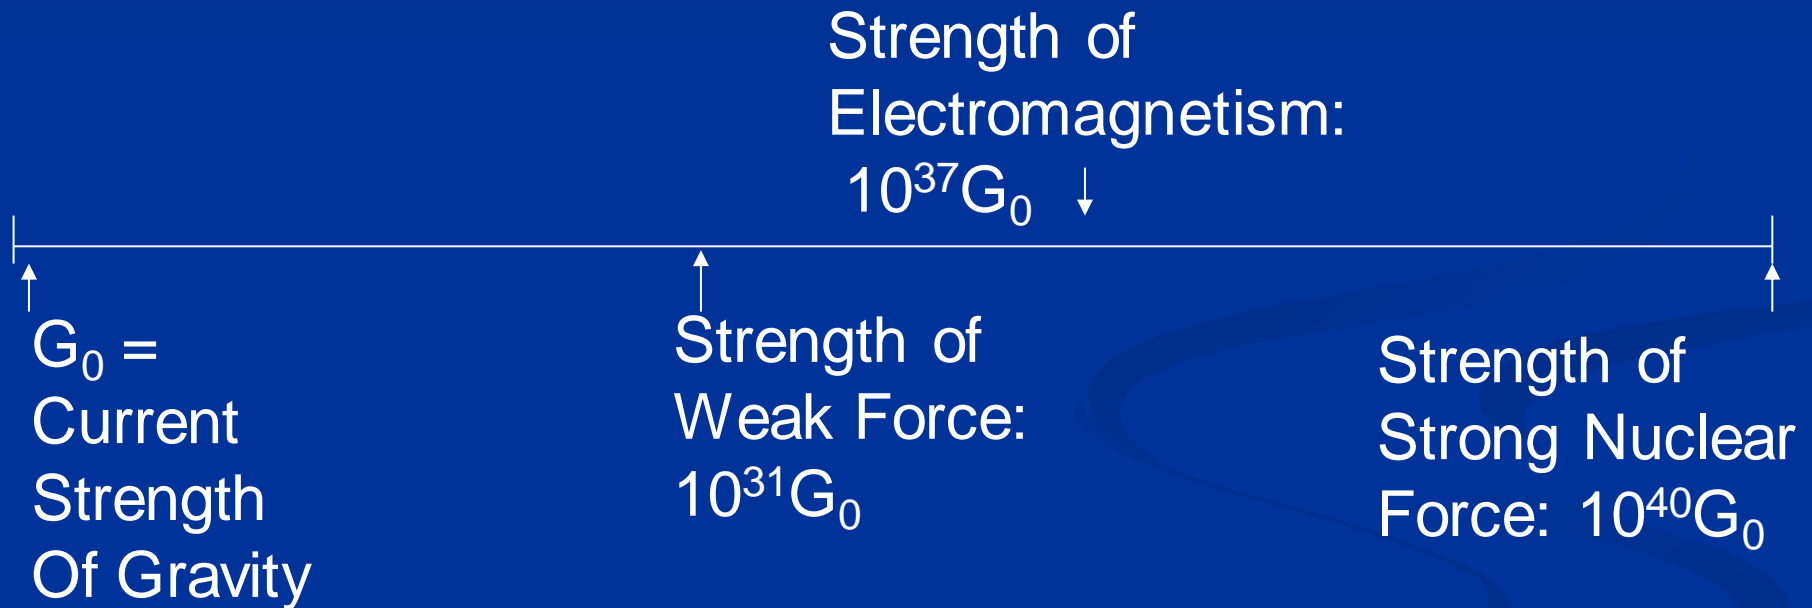 Strength of
Electromagnetism:
10³⁷G₀
G₀ =
Current
Strength
Of Gravity
Strength of
Weak Force:
10³¹G₀
Strength of
Strong Nuclear
Force: 10⁴⁰G₀